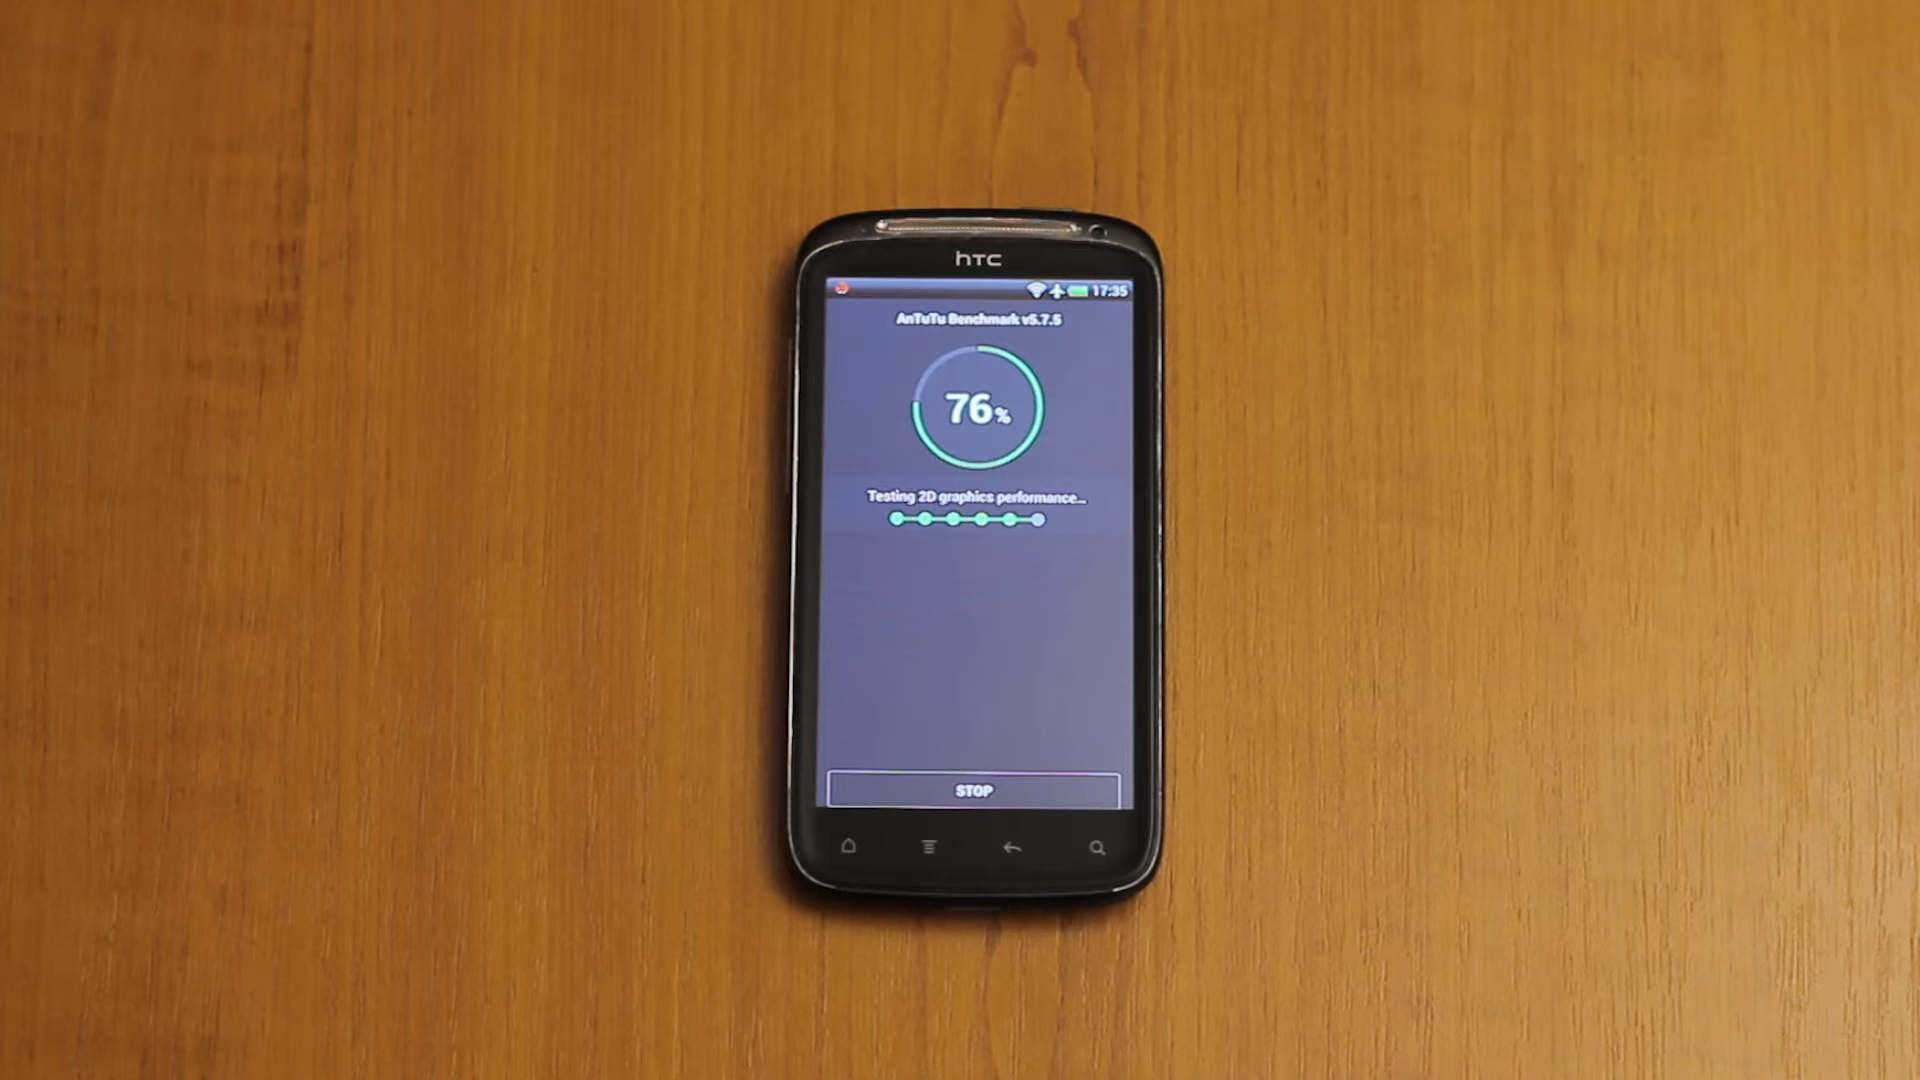 hTC
17:35
AnTuTu Benchmark v5.7.5
76%
Testing 2D graphics performance...
STOP